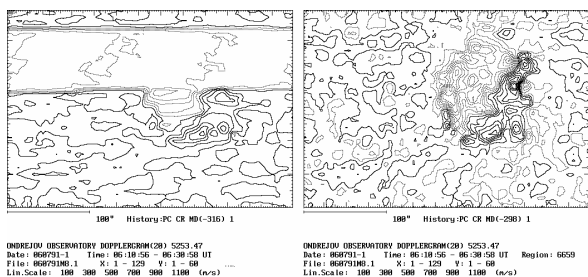 100" History:PC CR MD(-316) 1
ONDREJOV OBSERVATORY DOPPLERGRAM(20) 5253.47
Date: 060791-1 Time: 06:10:56 - 06:30:58 UT
File: 060791M8.1 X: 1 - 129 Y: 1 - 60
Lin.Scale: 100 300 500 700 900 1100 (m/s)
100" History:PC CR MD(-298) 1
ONDREJOV OBSERVATORY DOPPLERGRAM(20) 5253.47
Date: 060791-1 Time: 06:10:56 - 06:30:58 UT Region: 6659
File: 060791M8.1 X: 1 - 129 Y: 1 - 60
Lin.Scale: 100 300 500 700 900 1100 (m/s)